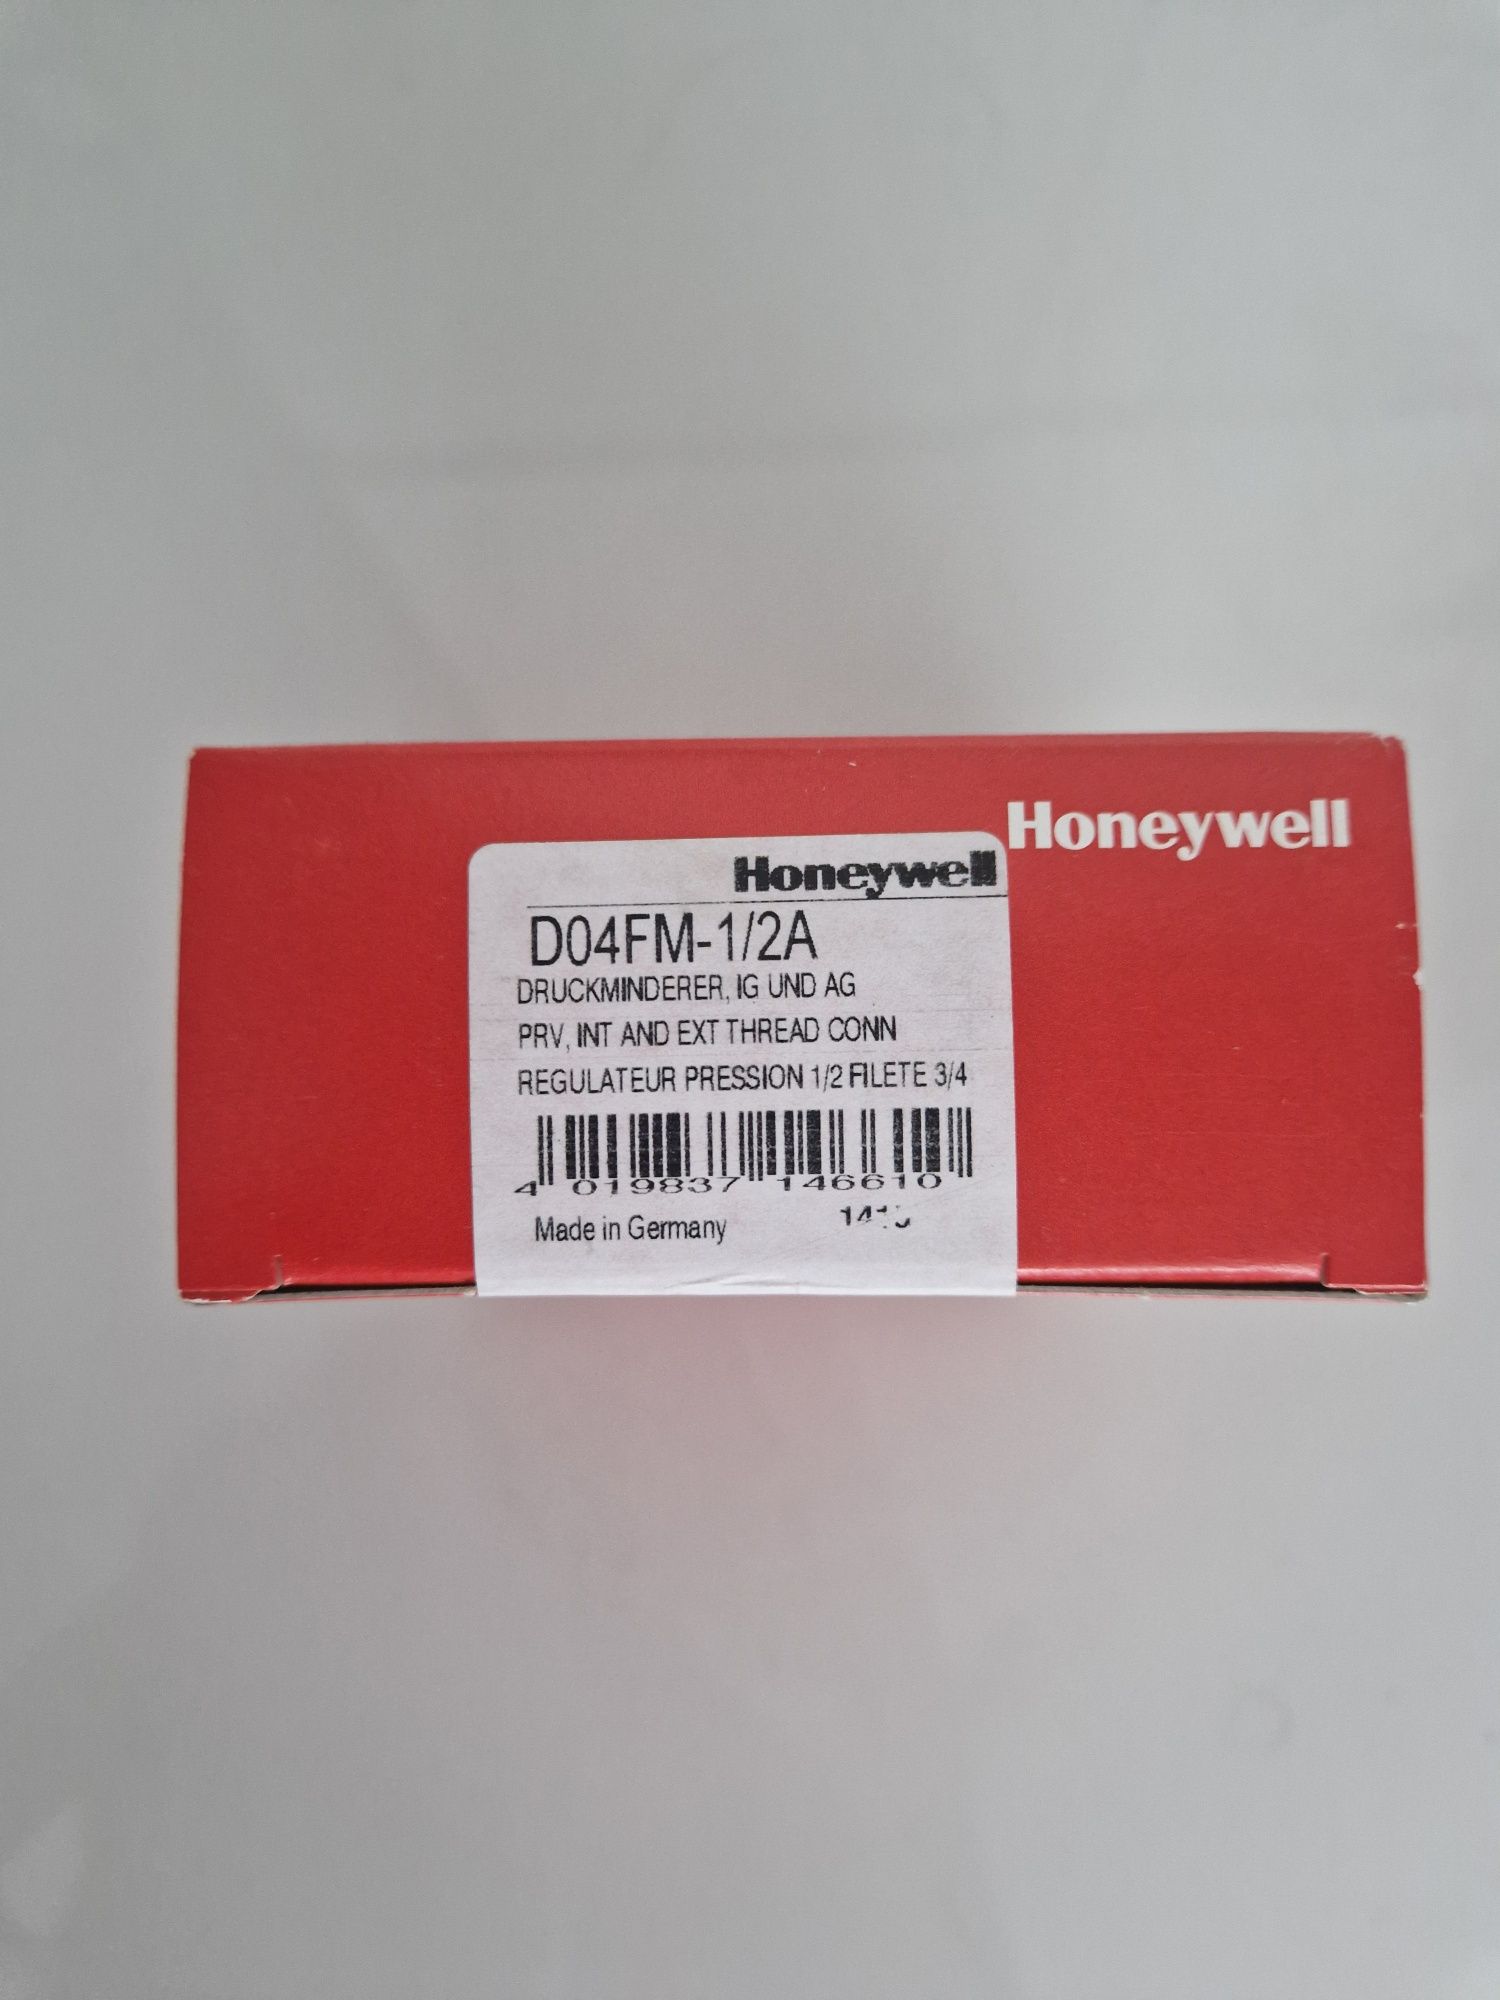 Honeywell
Honeywell
D04FM-1/2A
DRUCKMINDERER, IG UND AG
PRV, INT AND EXT THREAD CONN
REGULATEUR PRESSION 1/2 FILETE 3/4
4 019837 146610
Made in Germany